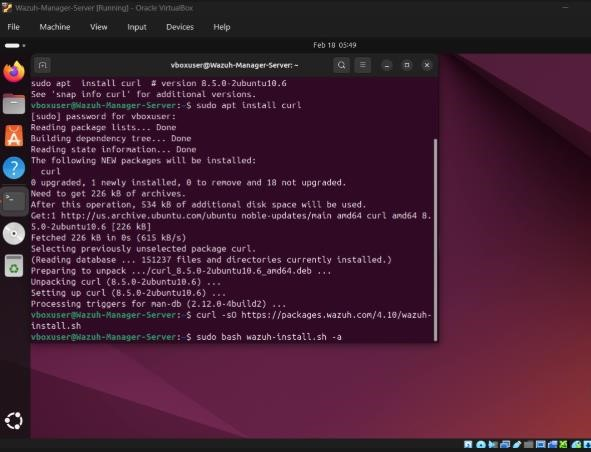 Wazuh-Manager-Server [Running] - Oracle VirtualBox
File Machine View Input Devices Help
Feb 18 05:49
vboxuser@Wazuh-Manager-Server: ~
sudo apt  install curl  # version 8.5.0-2ubuntu10.6
See 'snap info curl' for additional versions.
vboxuser@Wazuh-Manager-Server:~$ sudo apt install curl
[sudo] password for vboxuser:
Reading package lists... Done
Building dependency tree... Done
Reading state information... Done
The following NEW packages will be installed:
  curl
0 upgraded, 1 newly installed, 0 to remove and 18 not upgraded.
Need to get 226 kB of archives.
After this operation, 534 kB of additional disk space will be used.
Get:1 http://us.archive.ubuntu.com/ubuntu noble-updates/main amd64 curl amd64 8.
5.0-2ubuntu10.6 [226 kB]
Fetched 226 kB in 0s (615 kB/s)
Selecting previously unselected package curl.
(Reading database ... 151237 files and directories currently installed.)
Preparing to unpack .../curl_8.5.0-2ubuntu10.6_amd64.deb ...
Unpacking curl (8.5.0-2ubuntu10.6) ...
Setting up curl (8.5.0-2ubuntu10.6) ...
Processing triggers for man-db (2.12.0-4build2) ...
vboxuser@Wazuh-Manager-Server:~$ curl -sO https://packages.wazuh.com/4.10/wazuh-
install.sh
vboxuser@Wazuh-Manager-Server:~$ sudo bash wazuh-install.sh -a